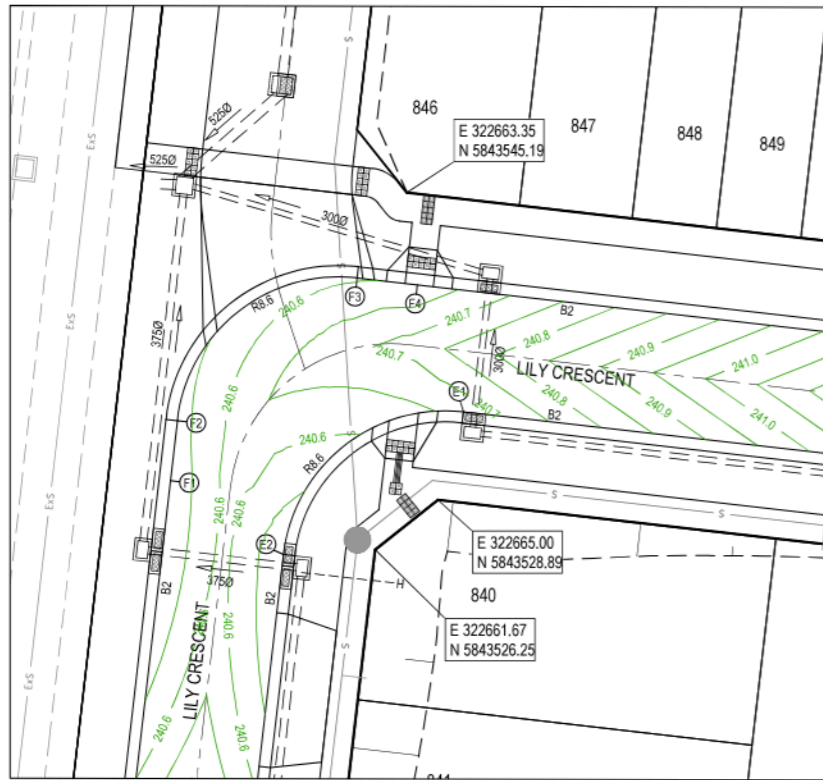 S
525Ø
846
847
848
849
E 322663.35
N 5843545.19
ExS
525Ø
300Ø
S
F3
E4
R8.6
240.6
240.7
B2
240.8
240.9
241.0
375Ø
300Ø
LILY CRESCENT
240.7
240.6
E1
240.7
240.8
240.9
241.0
B2
ExS
F2
240.6
240.6
S
R8.6
F1
S
S
240.6
240.6
E 322665.00
N 5843528.89
ExS
E2
375Ø
H
840
B2
B2
E 322661.67
N 5843526.25
240.6
240.6
LILY CRESCENT
S
ExS
240.6
240.6